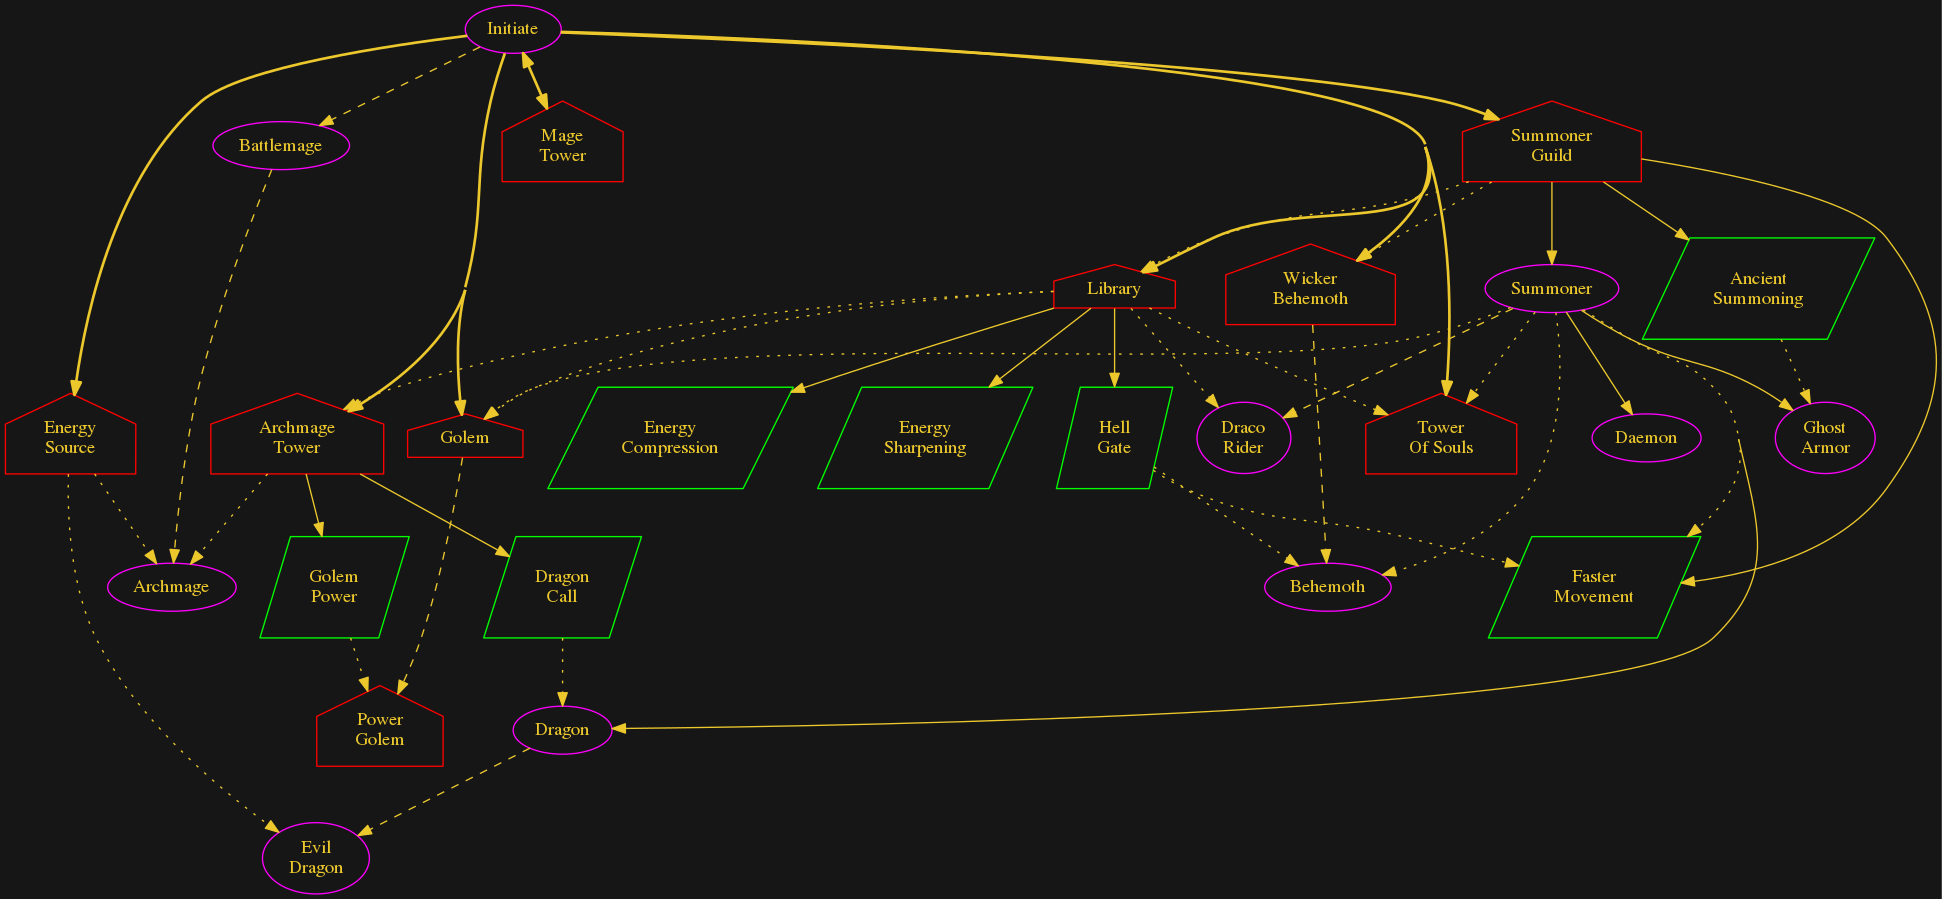 Initiate
Battlemage
Mage
Tower
Summoner
Guild
Library
Wicker
Behemoth
Summoner
Ancient
Summoning
Energy
Source
Archmage
Tower
Golem
Energy
Compression
Energy
Sharpening
Hell
Gate
Draco
Rider
Tower
Of Souls
Daemon
Ghost
Armor
Archmage
Golem
Power
Dragon
Call
Behemoth
Faster
Movement
Power
Golem
Dragon
Evil
Dragon